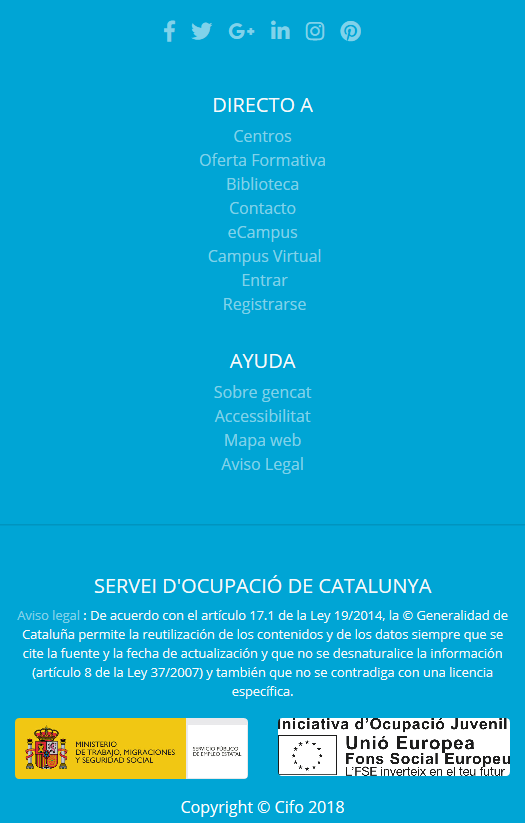 DIRECTO A
Centros
Oferta Formativa
Biblioteca
Contacto
eCampus
Campus Virtual
Entrar
Registrarse
AYUDA
Sobre gencat
Accessibilitat
Mapa web
Aviso Legal
SERVEI D'OCUPACIÓ DE CATALUNYA
Aviso legal : De acuerdo con el artículo 17.1 de la Ley 19/2014, la © Generalidad de
Cataluña permite la reutilización de los contenidos y de los datos siempre que se
cite la fuente y la fecha de actualización y que no se desnaturalice la información
(artículo 8 de la Ley 37/2007) y también que no se contradiga con una licencia
específica.
MINISTERIO
DE TRABAJO, MIGRACIONES
Y SEGURIDAD SOCIAL
SERVICIO PÚBLICO
DE EMPLEO ESTATAL
Iniciativa d'Ocupació Juvenil
Unió Europea
Fons Social Europeu
L'FSE inverteix en el teu futur
Copyright © Cifo 2018